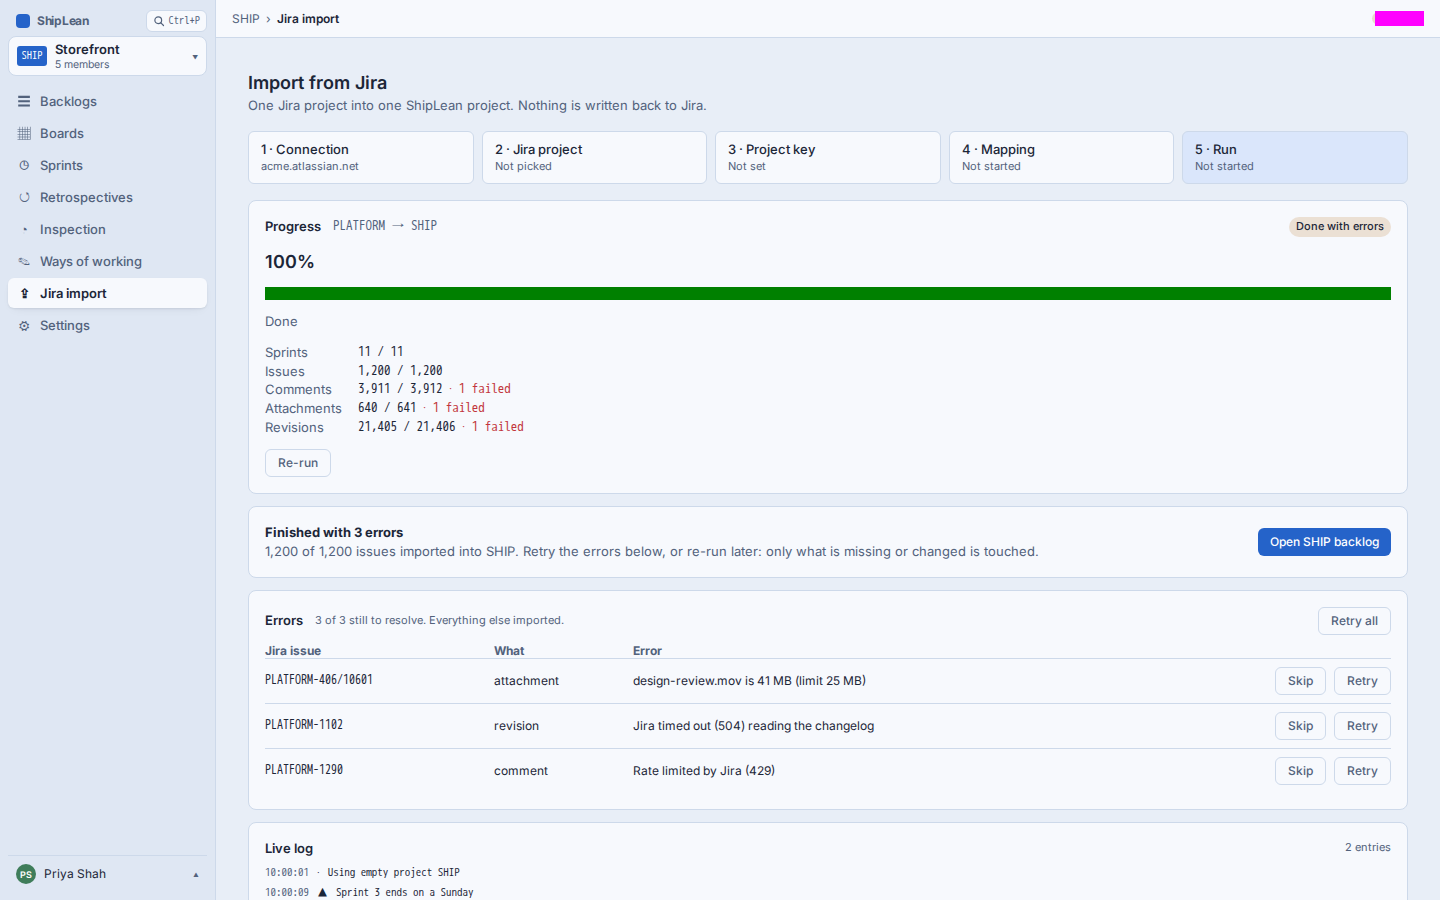 ShipLean
Ctrl+P
SHIP
Storefront
5 members
Backlogs
Boards
Sprints
Retrospectives
Inspection
Ways of working
Jira import
Settings
PS
Priya Shah
SHIP › Jira import
Import from Jira
One Jira project into one ShipLean project. Nothing is written back to Jira.
1 · Connection
acme.atlassian.net
2 · Jira project
Not picked
3 · Project key
Not set
4 · Mapping
Not started
5 · Run
Not started
Progress PLATFORM → SHIP
Done with errors
100%
Done
Sprints 11 / 11
Issues 1,200 / 1,200
Comments 3,911 / 3,912 · 1 failed
Attachments 640 / 641 · 1 failed
Revisions 21,405 / 21,406 · 1 failed
Re-run
Finished with 3 errors
1,200 of 1,200 issues imported into SHIP. Retry the errors below, or re-run later: only what is missing or changed is touched.
Open SHIP backlog
Errors 3 of 3 still to resolve. Everything else imported.
Retry all
Jira issue What Error
PLATFORM-406/10601 attachment design-review.mov is 41 MB (limit 25 MB) Skip Retry
PLATFORM-1102 revision Jira timed out (504) reading the changelog Skip Retry
PLATFORM-1290 comment Rate limited by Jira (429) Skip Retry
Live log
2 entries
10:00:01 · Using empty project SHIP
10:00:09 ▲ Sprint 3 ends on a Sunday